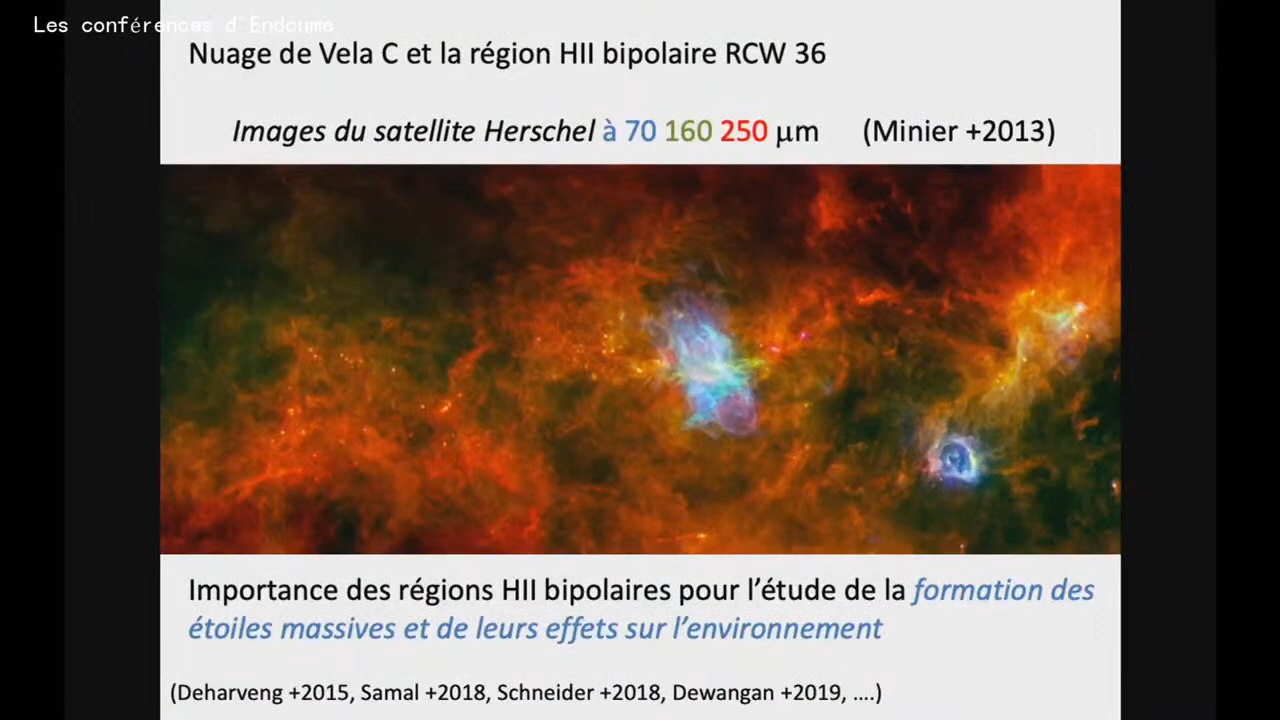 Les conférences d'Endoume
Nuage de Vela C et la région HII bipolaire RCW 36
Images du satellite Herschel à 70 160 250 μm (Minier +2013)
Importance des régions HII bipolaires pour l'étude de la formation des
étoiles massives et de leurs effets sur l'environnement
(Deharveng +2015, Samal +2018, Schneider +2018, Dewangan +2019, ....)